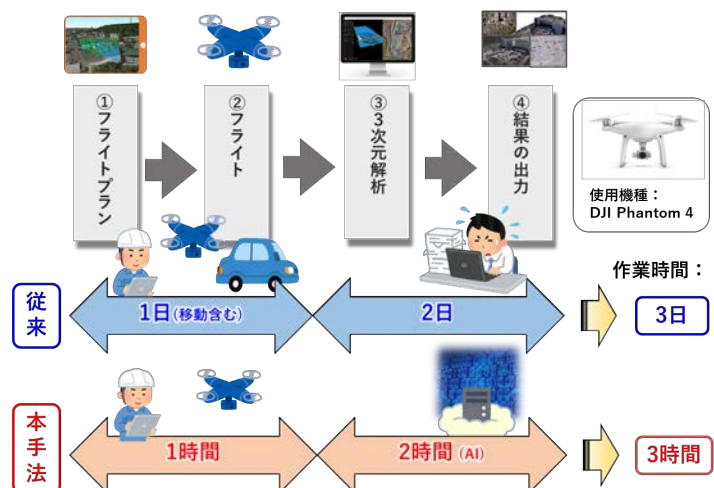 ①フライトプラン
②フライト
③3次元解析
④結果の出力
使用機種：
DJI Phantom 4
作業時間：
従来
1日(移動含む)
2日
3日
本手法
1時間
2時間 (AI)
3時間